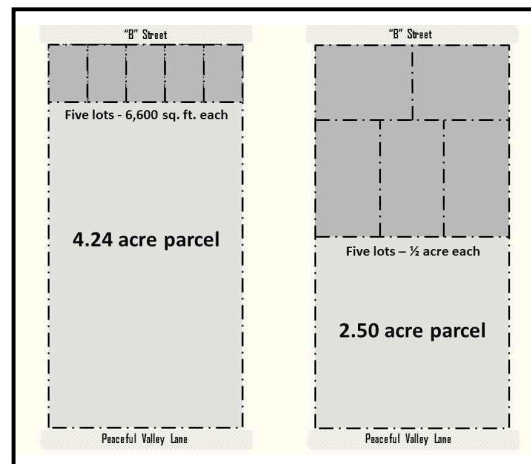 "B" Street
Five lots - 6,600 sq. ft. each
4.24 acre parcel
Peaceful Valley Lane
"B" Street
Five lots – ½ acre each
2.50 acre parcel
Peaceful Valley Lane